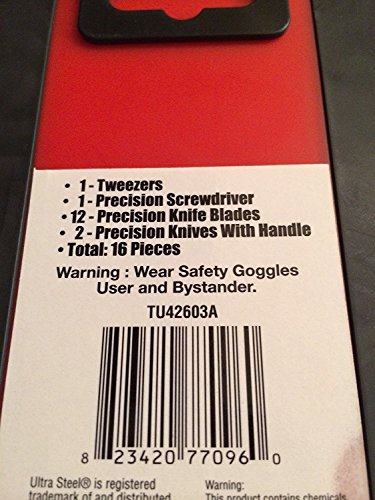 • 1 - Tweezers
• 1 - Precision Screwdriver
• 12 - Precision Knife Blades
• 2 - Precision Knives With Handle
• Total: 16 Pieces
Warning : Wear Safety Goggles
User and Bystander.
TU42603A
8 23420 77096 0
Ultra Steel® is registered
trademark of and distributed
Warning:
This product contains chemicals